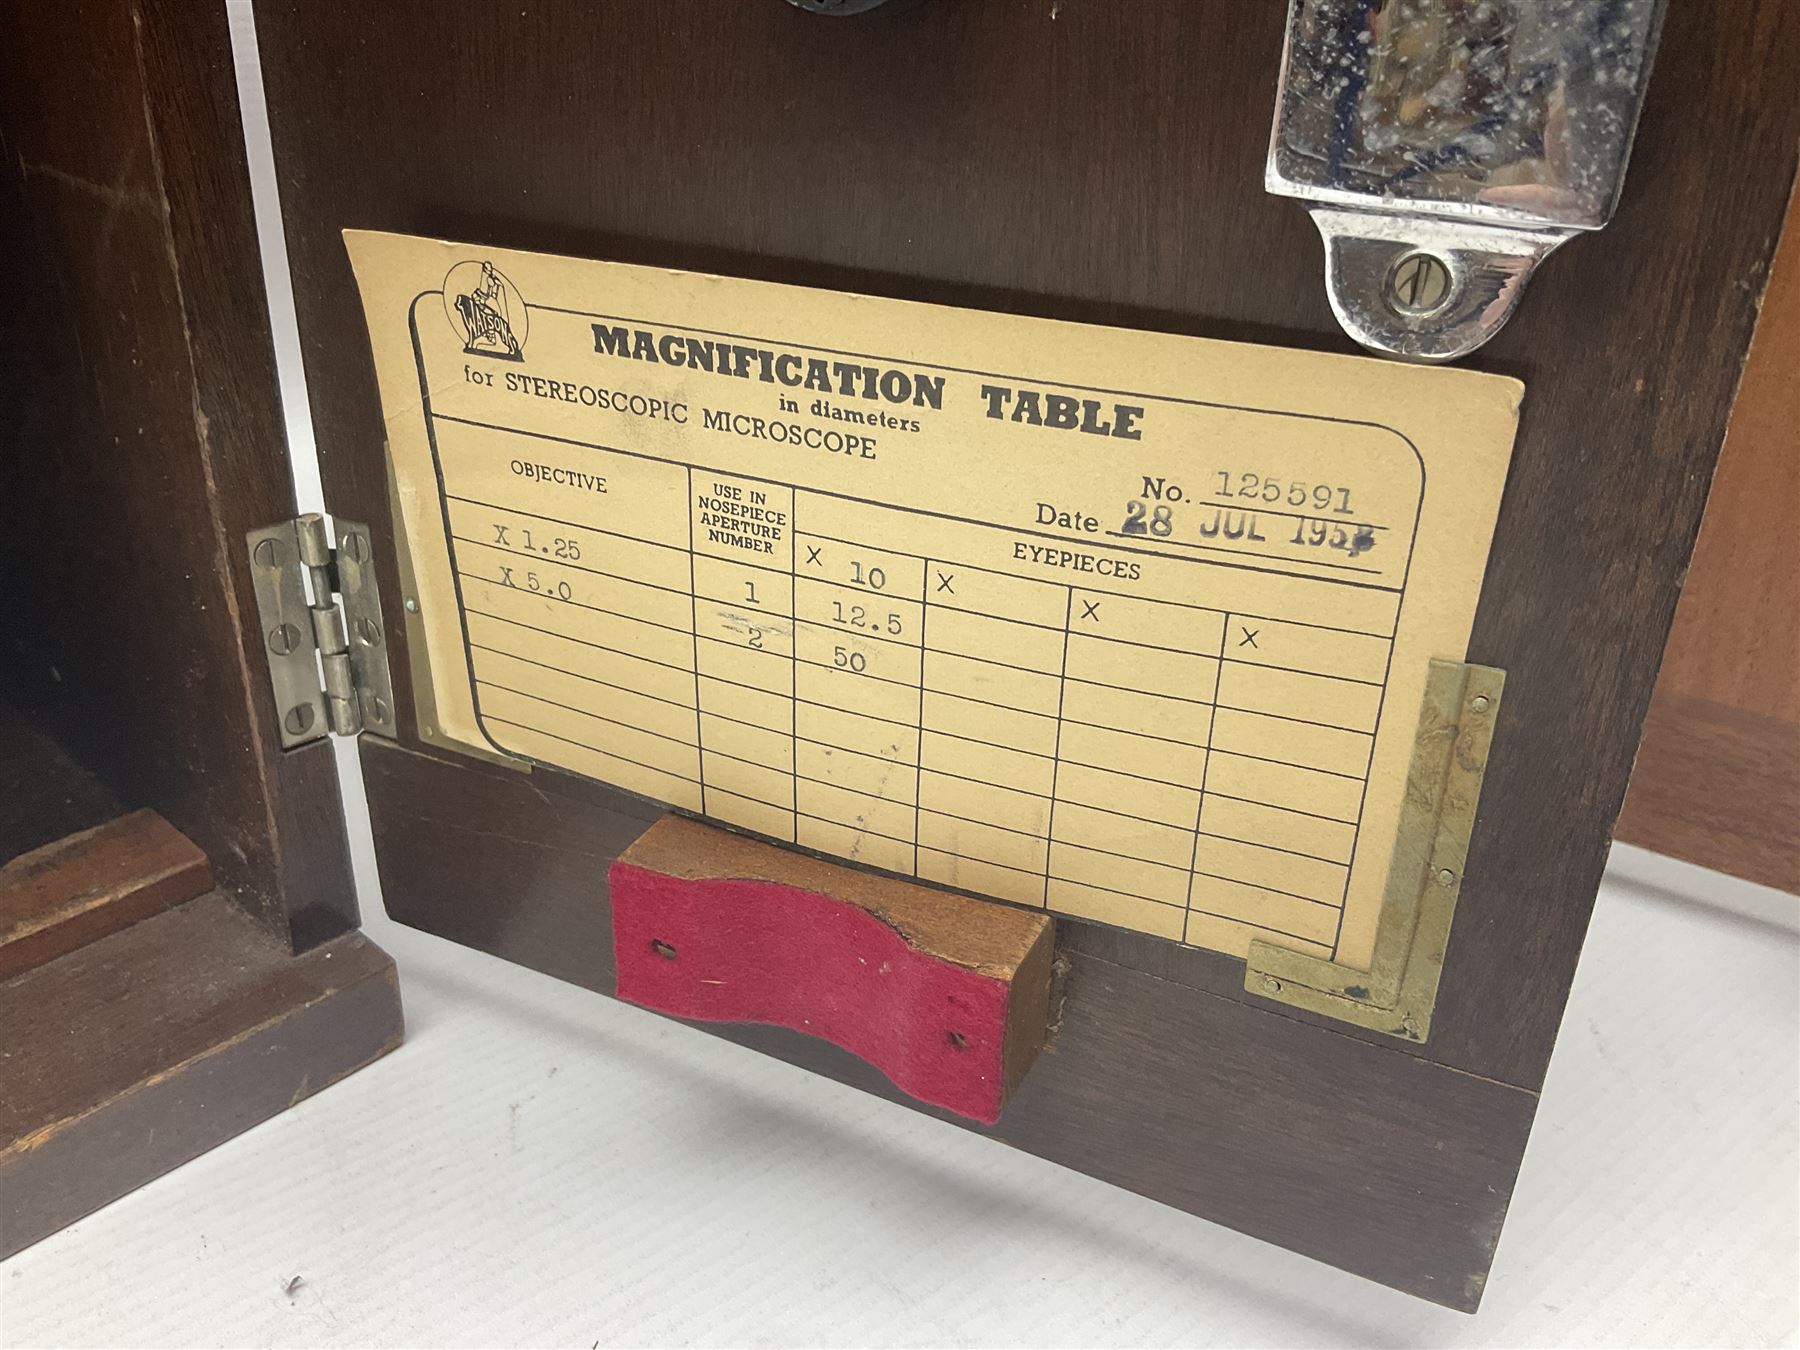 WATSON
MAGNIFICATION TABLE
in diameters
for STEREOSCOPIC MICROSCOPE
No. 125591
Date 28 JUL
OBJECTIVE
USE IN
NOSEPIECE
APERTURE
NUMBER
EYEPIECES
X 10 X X X
X 1.25 1 12.5
X 5.0 2 50